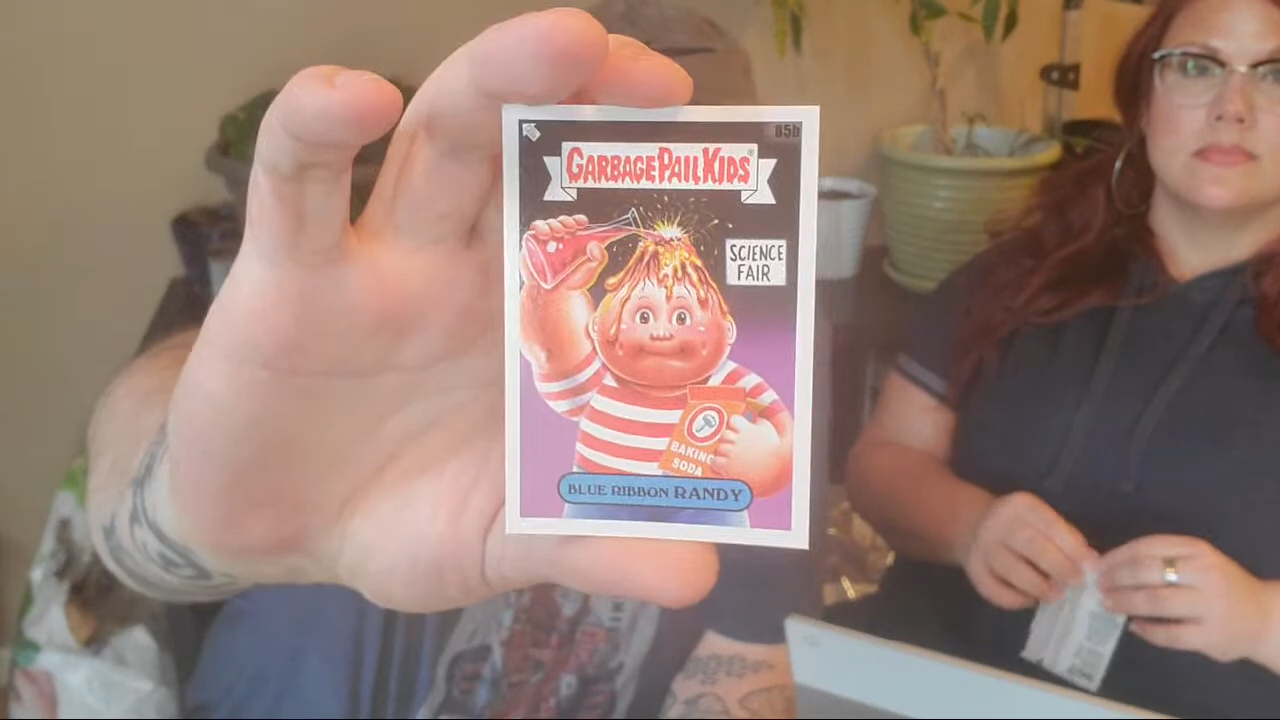 85b
GARBAGE PAIL KIDS
SCIENCE
FAIR
BAKING
SODA
BLUE RIBBON RANDY